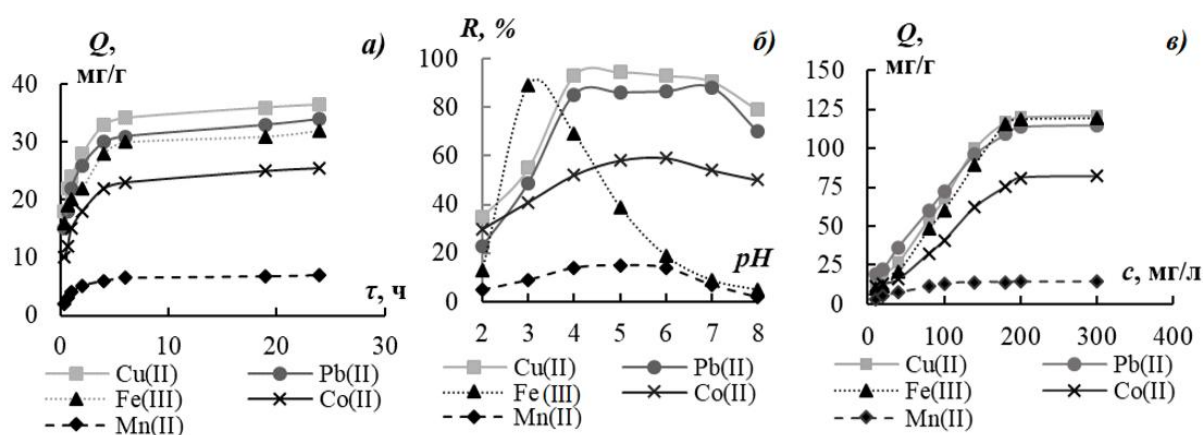 Q,
мг/г
а)
40
30
20
10
0
0
10
20
30
τ, ч
Cu(II)
Pb(II)
Fe(III)
Co(II)
Mn(II)
R, %
б)
100
80
60
40
20
0
2
3
4
5
6
7
8
pH
Cu(II)
Pb(II)
Fe(III)
Co(II)
Mn(II)
Q,
мг/г
в)
150
125
100
75
50
25
0
0
100
200
300
400
с, мг/л
Cu(II)
Pb(II)
Fe(III)
Co(II)
Mn(II)